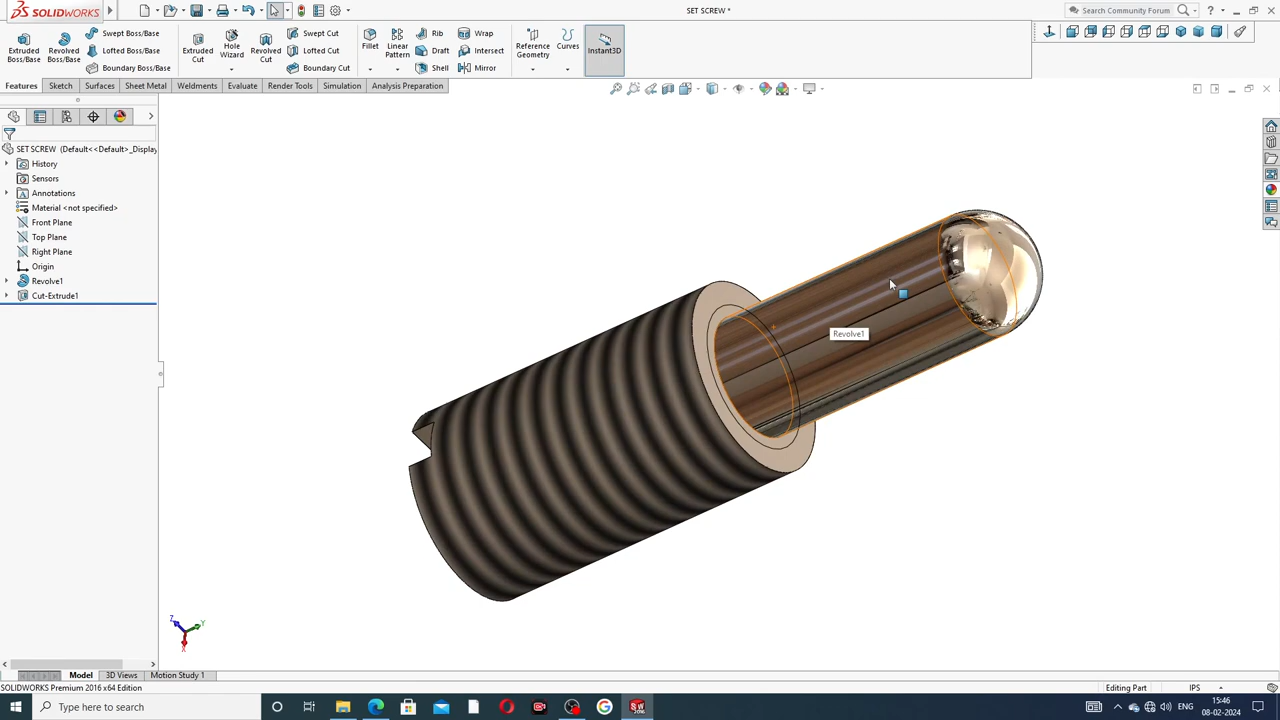 SOLIDWORKS
SET SCREW *
Search Community Forum
Extruded Boss/Base
Revolved Boss/Base
Swept Boss/Base
Lofted Boss/Base
Boundary Boss/Base
Extruded Cut
Hole Wizard
Revolved Cut
Swept Cut
Lofted Cut
Boundary Cut
Fillet
Linear Pattern
Rib
Draft
Shell
Wrap
Intersect
Mirror
Reference Geometry
Curves
Instant3D
Features
Sketch
Surfaces
Sheet Metal
Weldments
Evaluate
Render Tools
Simulation
Analysis Preparation
SET SCREW (Default<<Default>_Display
History
Sensors
Annotations
Material <not specified>
Front Plane
Top Plane
Right Plane
Origin
Revolve1
Cut-Extrude1
Revolve1
Z
Y
X
Model
3D Views
Motion Study 1
SOLIDWORKS Premium 2016 x64 Edition
Editing Part
IPS
Type here to search
ENG
15:46
08-02-2024